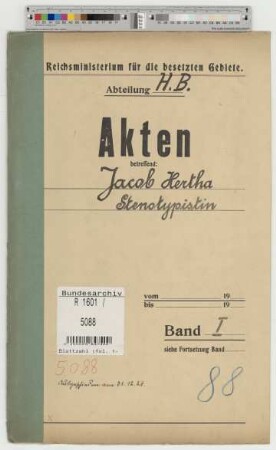 Reichsministerium für die besetzten Gebiete.
Abteilung H.B.
Akten
betreffend:
Jacob Hertha
Stenotypistin
Bundesarchiv
R 1601 /
5088
vom 19
bis 19
Band I
siehe Fortsetzung Band
5088
88